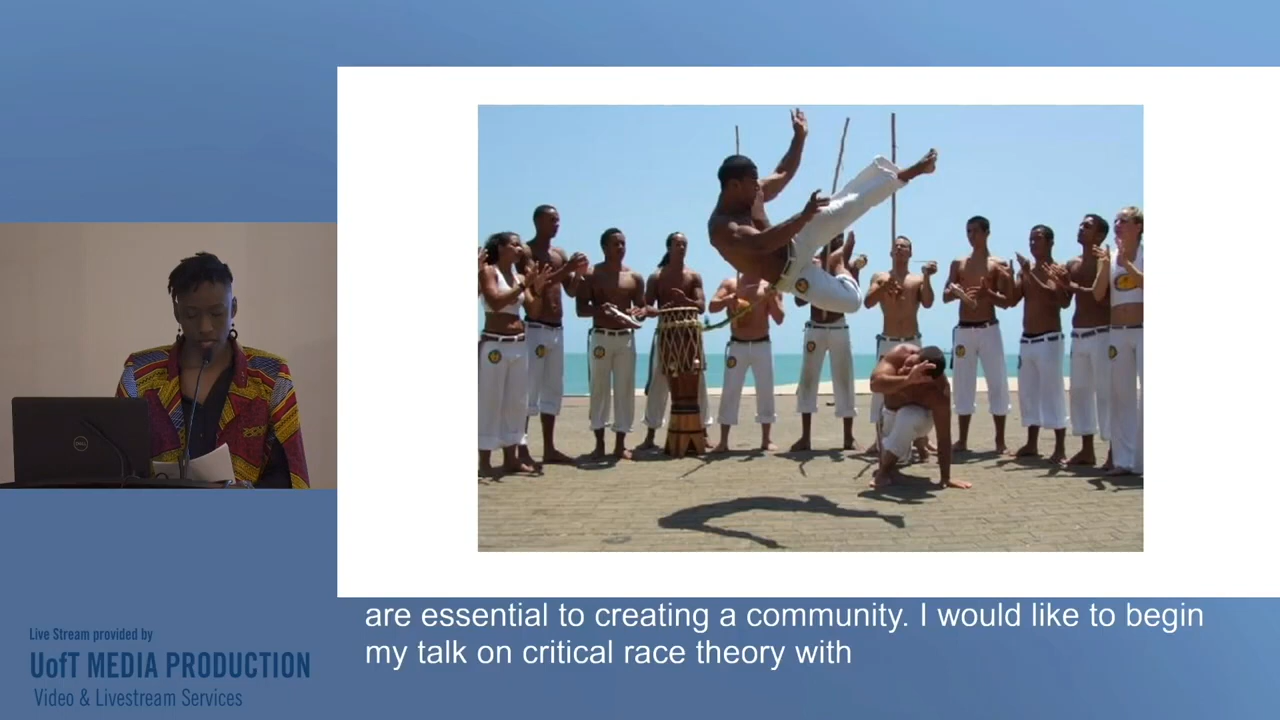 DELL
are essential to creating a community. I would like to begin
my talk on critical race theory with
Live Stream provided by
UofT MEDIA PRODUCTION
Video & Livestream Services